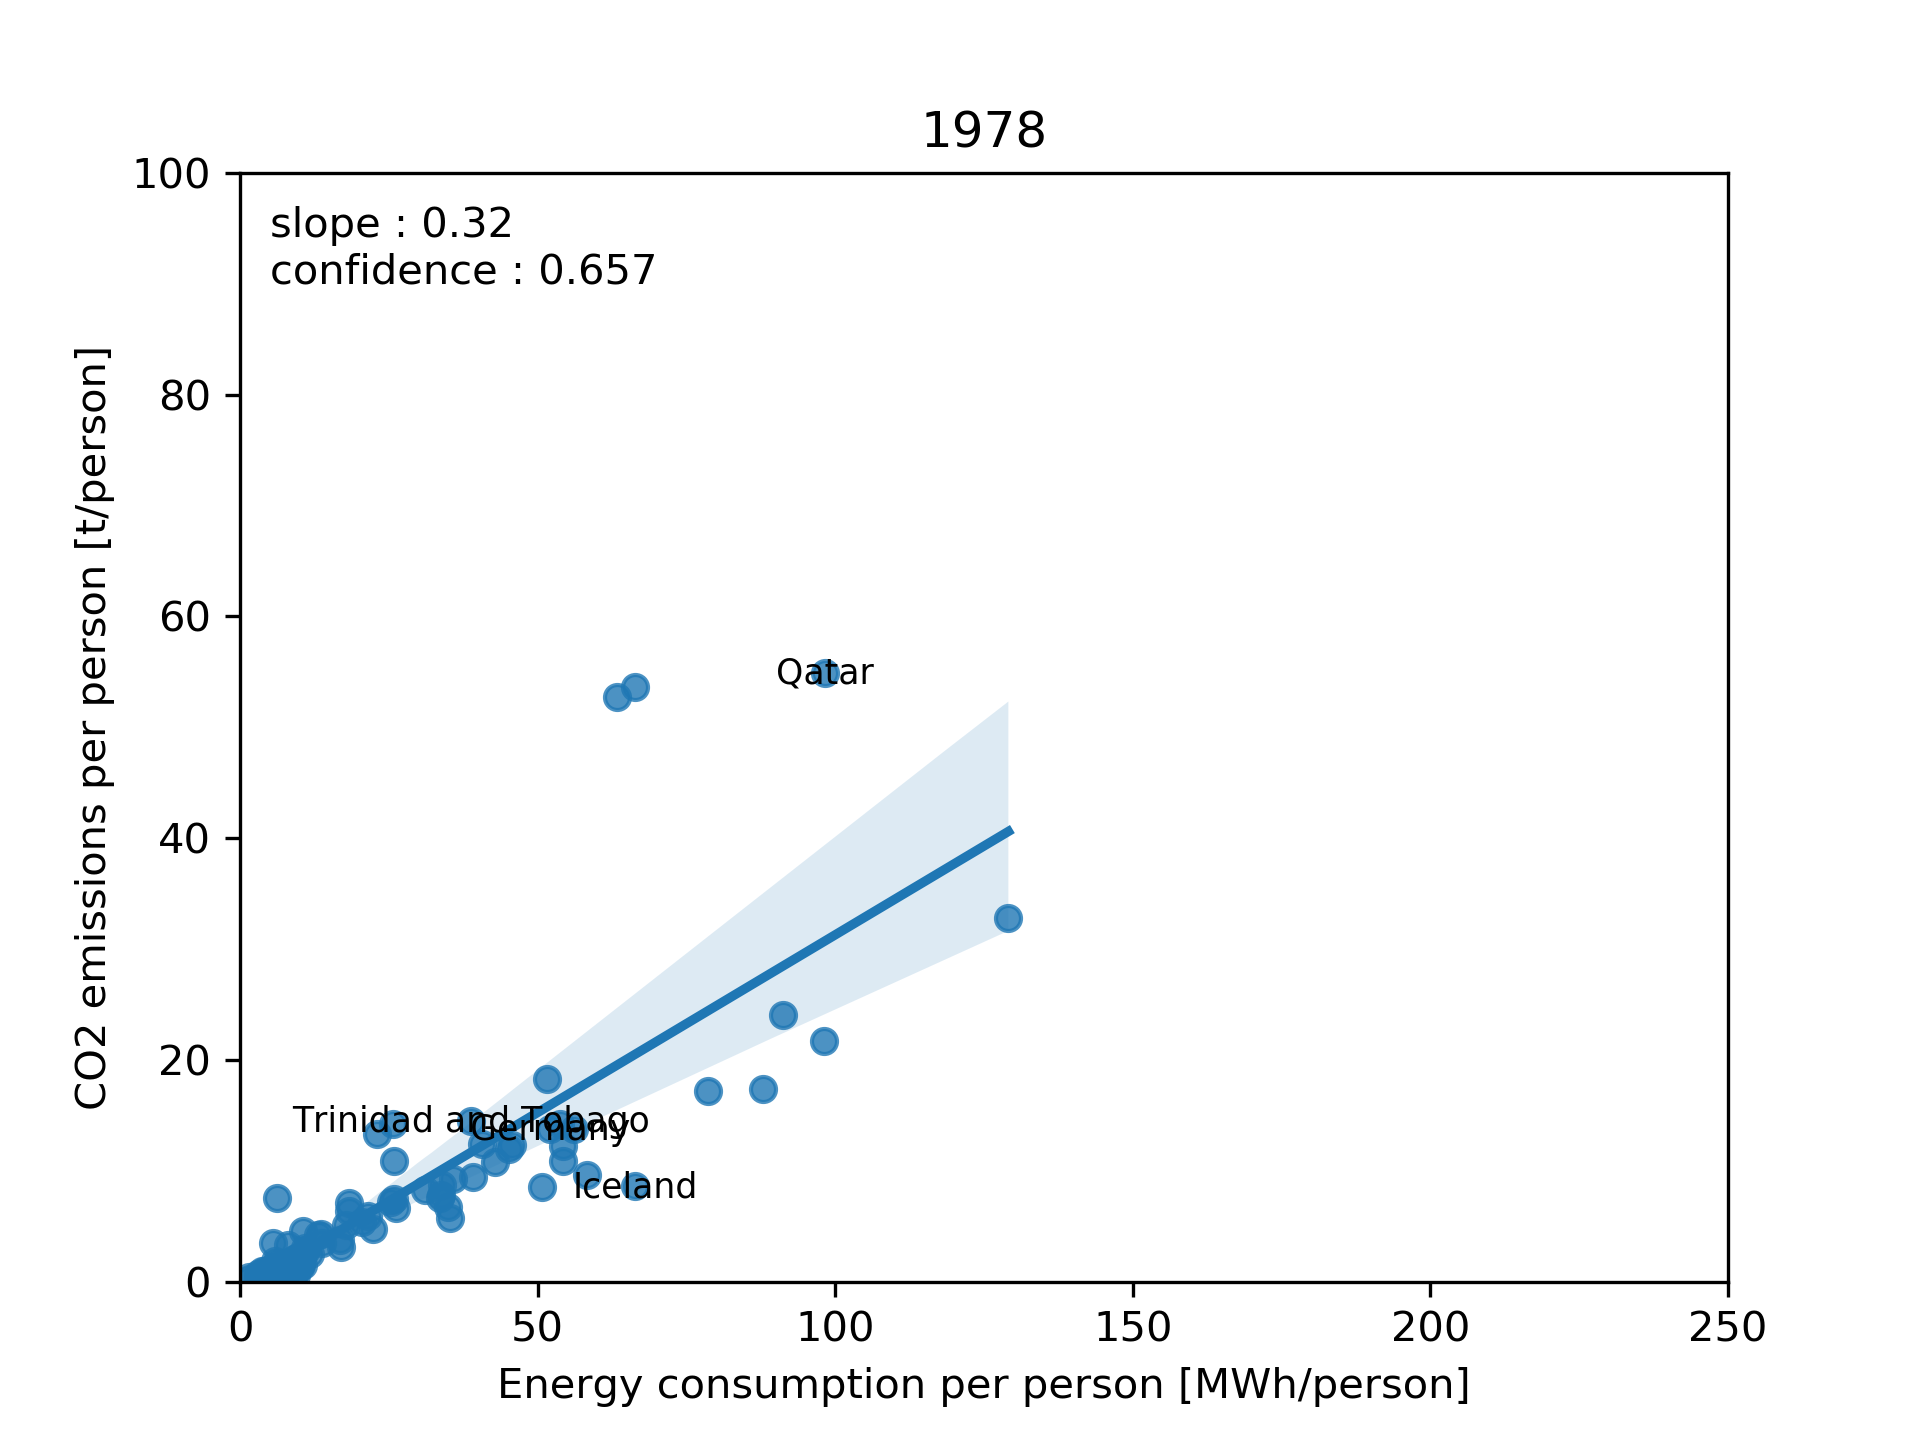 1978
slope : 0.32
confidence : 0.657
CO2 emissions per person [t/person]
100
80
60
40
20
0
Qatar
Trinidad and Tobago
Germany
Iceland
0 50 100 150 200 250
Energy consumption per person [MWh/person]